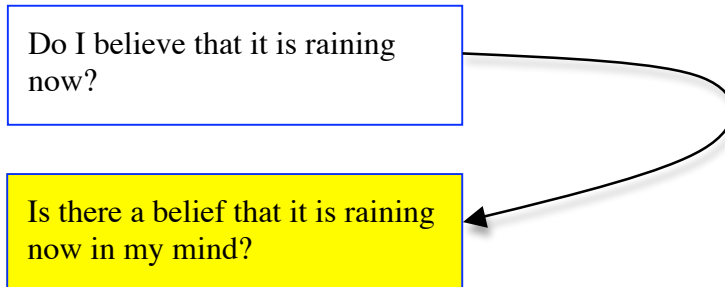 Do I believe that it is raining
now?
Is there a belief that it is raining
now in my mind?